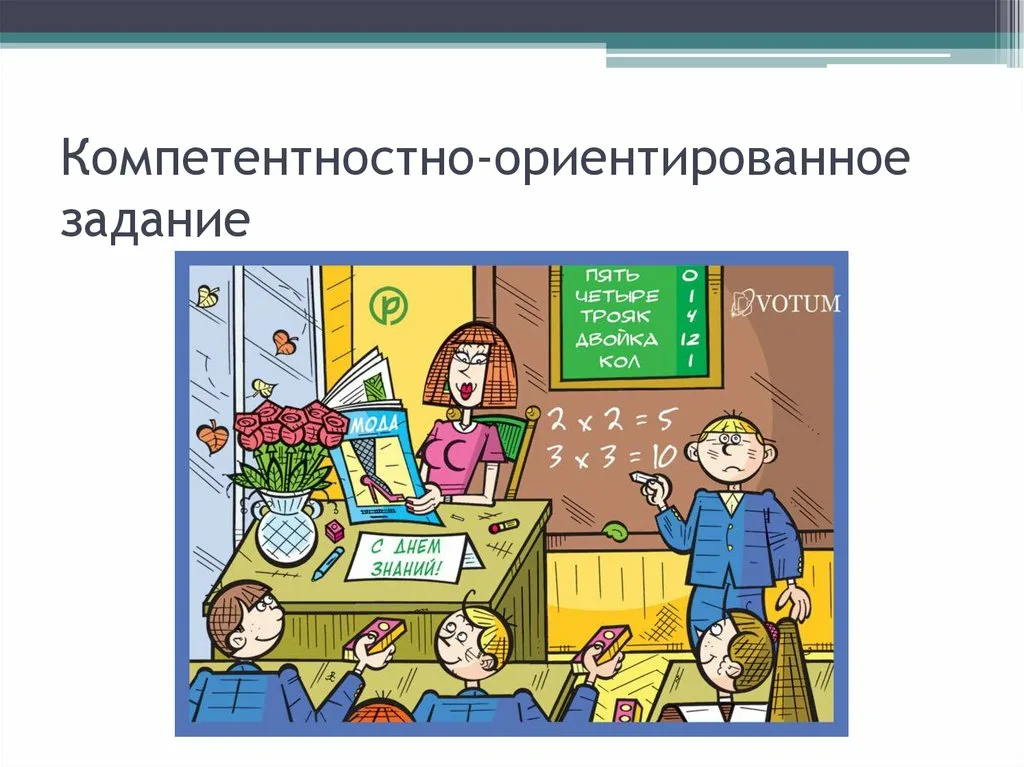 Компетентностно-ориентированное
задание
ПЯТЬ 0
ЧЕТЫРЕ 1
ТРОЯК 4
ДВОЙКА 12
КОЛ 1
VOTUM
МОДА
2 x 2 = 5
3 x 3 = 10
С ДНЕМ
ЗНАНИЙ!